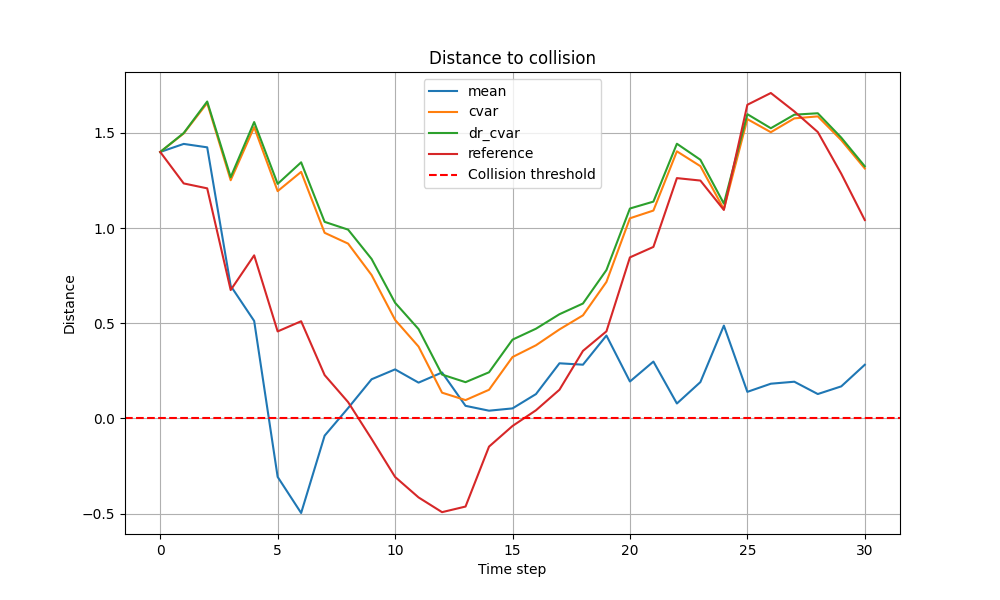 Distance to collision
mean
cvar
dr_cvar
reference
Collision threshold
1.5
1.0
0.5
0.0
−0.5
Distance
0 5 10 15 20 25 30
Time step